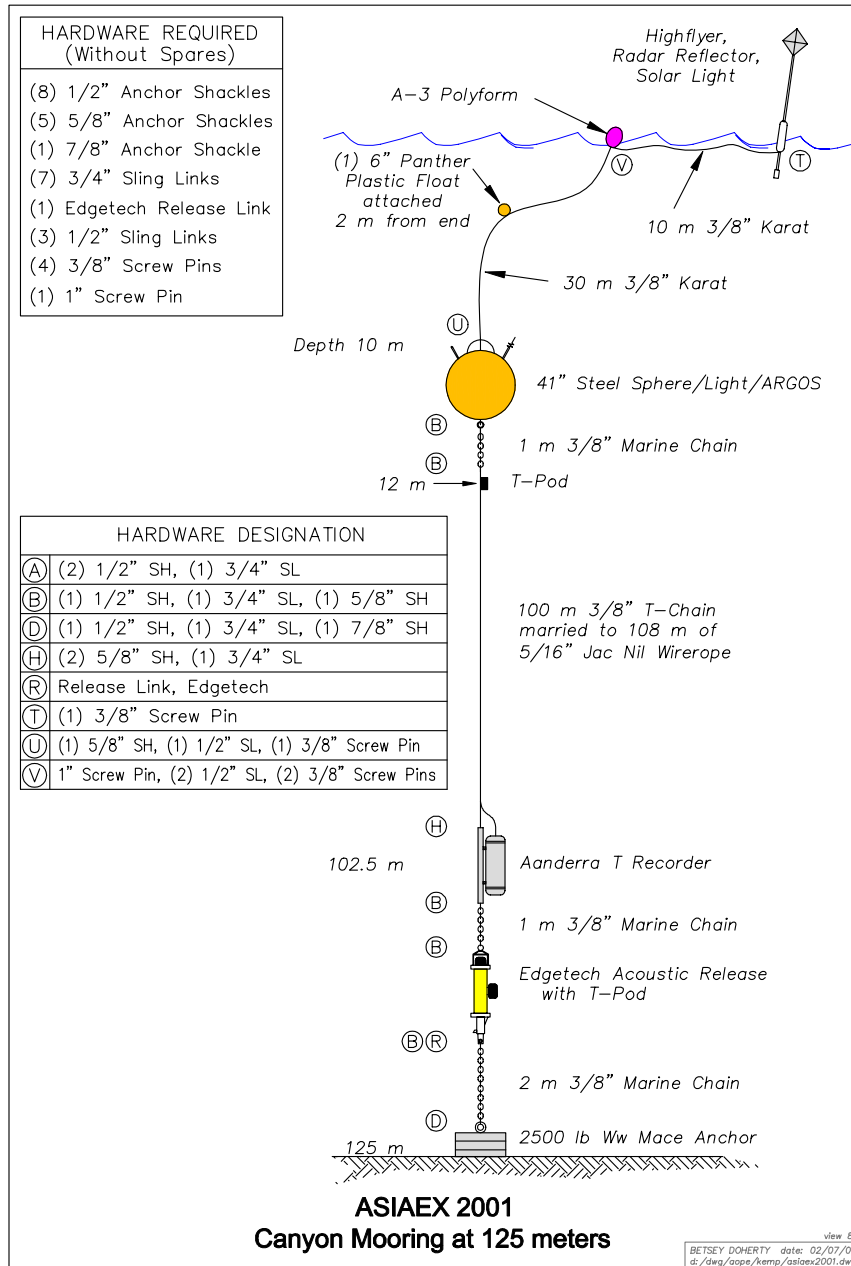 HARDWARE REQUIRED
(Without Spares)
(8) 1/2" Anchor Shackles
(5) 5/8" Anchor Shackles
(1) 7/8" Anchor Shackle
(7) 3/4" Sling Links
(1) Edgetech Release Link
(3) 1/2" Sling Links
(4) 3/8" Screw Pins
(1) 1" Screw Pin
Highflyer,
Radar Reflector,
Solar Light
A-3 Polyform
(1) 6" Panther
Plastic Float
attached
2 m from end
V
T
10 m 3/8" Karat
30 m 3/8" Karat
U
Depth 10 m
41" Steel Sphere/Light/ARGOS
B
1 m 3/8" Marine Chain
B
12 m
T-Pod
HARDWARE DESIGNATION
A (2) 1/2" SH, (1) 3/4" SL
B (1) 1/2" SH, (1) 3/4" SL, (1) 5/8" SH
D (1) 1/2" SH, (1) 3/4" SL, (1) 7/8" SH
H (2) 5/8" SH, (1) 3/4" SL
R Release Link, Edgetech
T (1) 3/8" Screw Pin
U (1) 5/8" SH, (1) 1/2" SL, (1) 3/8" Screw Pin
V 1" Screw Pin, (2) 1/2" SL, (2) 3/8" Screw Pins
100 m 3/8" T-Chain
married to 108 m of
5/16" Jac Nil Wirerope
H
102.5 m
Aanderra T Recorder
B
1 m 3/8" Marine Chain
B
Edgetech Acoustic Release
with T-Pod
B R
2 m 3/8" Marine Chain
D
2500 lb Ww Mace Anchor
125 m
ASIAEX 2001
Canyon Mooring at 125 meters
view
BETSEY DOHERTY date: 02/07/0
d:/dwg/aope/kemp/asiaex2001.dw